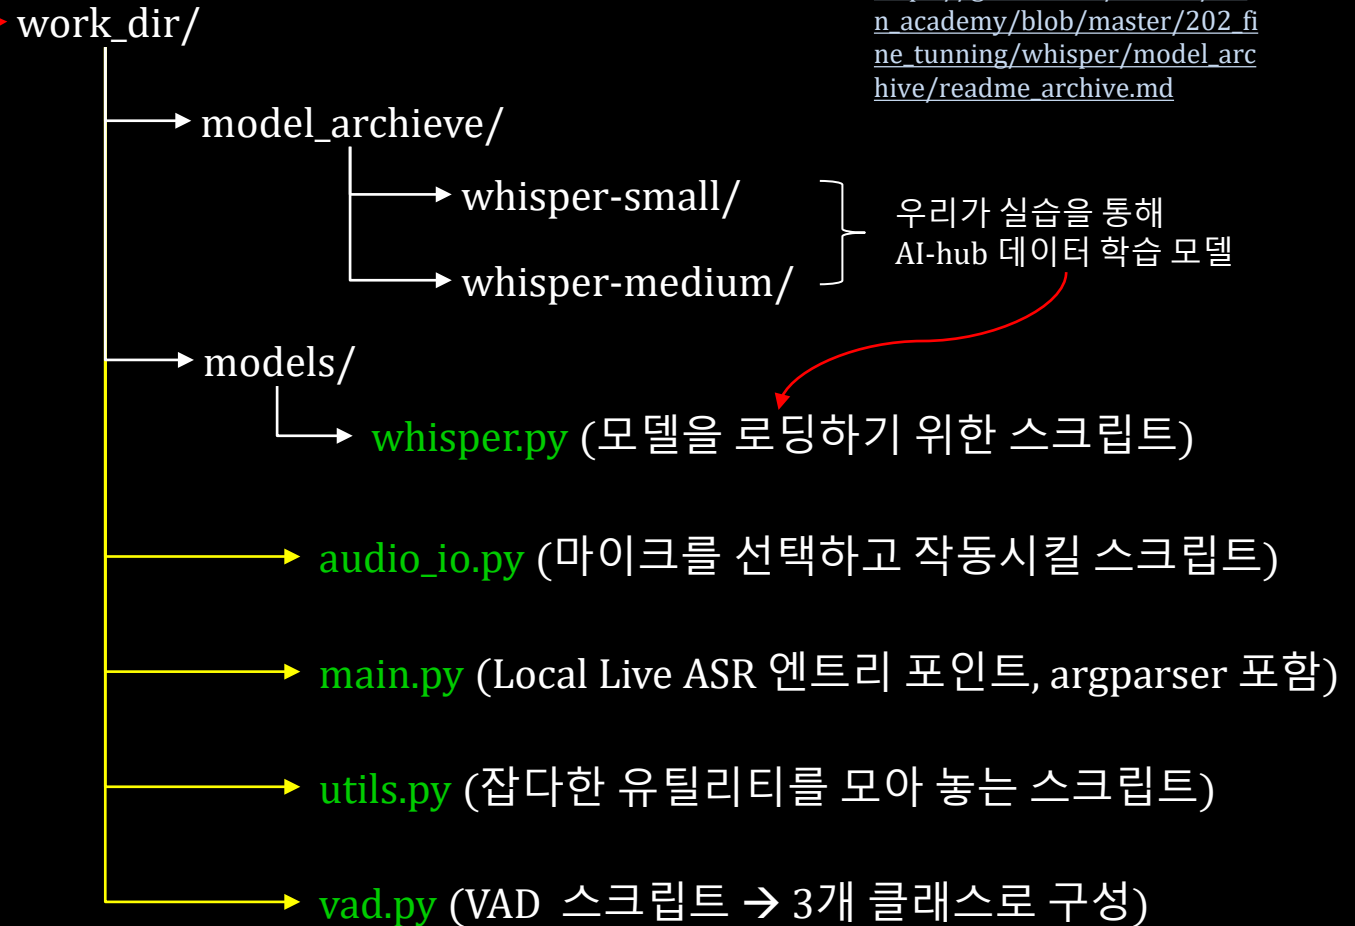 work_dir/
n_academy/blob/master/202_fi
ne_tunning/whisper/model_arc
hive/readme_archive.md
model_archieve/
whisper-small/
whisper-medium/
우리가 실습을 통해
AI-hub 데이터 학습 모델
models/
whisper.py (모델을 로딩하기 위한 스크립트)
audio_io.py (마이크를 선택하고 작동시킬 스크립트)
main.py (Local Live ASR 엔트리 포인트, argparser 포함)
utils.py (잡다한 유틸리티를 모아 놓는 스크립트)
vad.py (VAD 스크립트 → 3개 클래스로 구성)